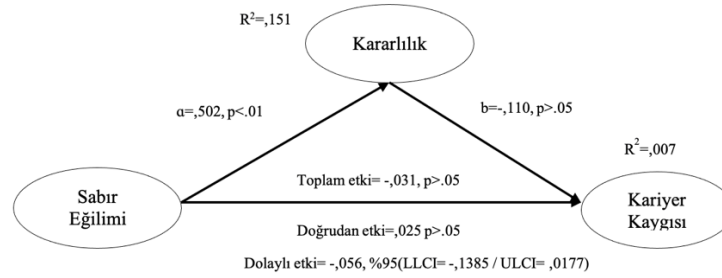 R²=,151
Kararlılık
α=,502, p<.01
b=-,110, p>.05
R²=,007
Sabır
Eğilimi
Toplam etki= -,031, p>.05
Kariyer
Kaygısı
Doğrudan etki=,025 p>.05
Dolaylı etki= -,056, %95(LLCI= -,1385 / ULCI= ,0177)